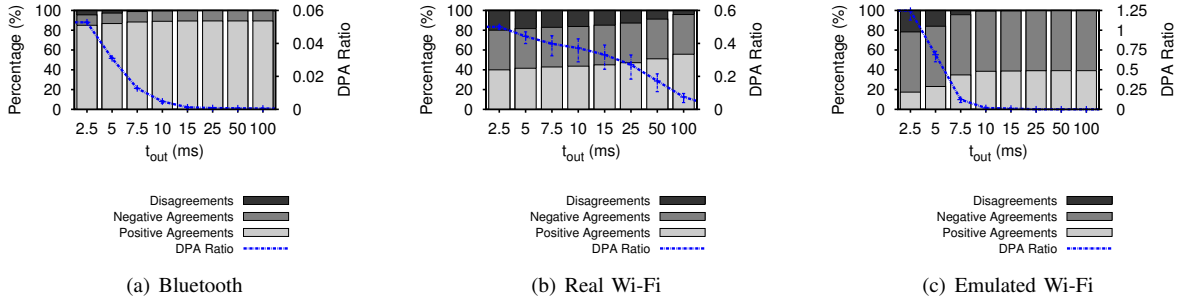 Percentage (%)
100
80
60
40
20
0
0.06
0.04
0.02
0
DPA Ratio
2.5 5 7.5 10 15 25 50 100
t_out (ms)
Disagreements
Negative Agreements
Positive Agreements
DPA Ratio
(a) Bluetooth
Percentage (%)
100
80
60
40
20
0
0.6
0.4
0.2
0
DPA Ratio
2.5 5 7.5 10 15 25 50 100
t_out (ms)
Disagreements
Negative Agreements
Positive Agreements
DPA Ratio
(b) Real Wi-Fi
Percentage (%)
100
80
60
40
20
0
1.25
1
0.75
0.5
0.25
0
DPA Ratio
2.5 5 7.5 10 15 25 50 100
t_out (ms)
Disagreements
Negative Agreements
Positive Agreements
DPA Ratio
(c) Emulated Wi-Fi